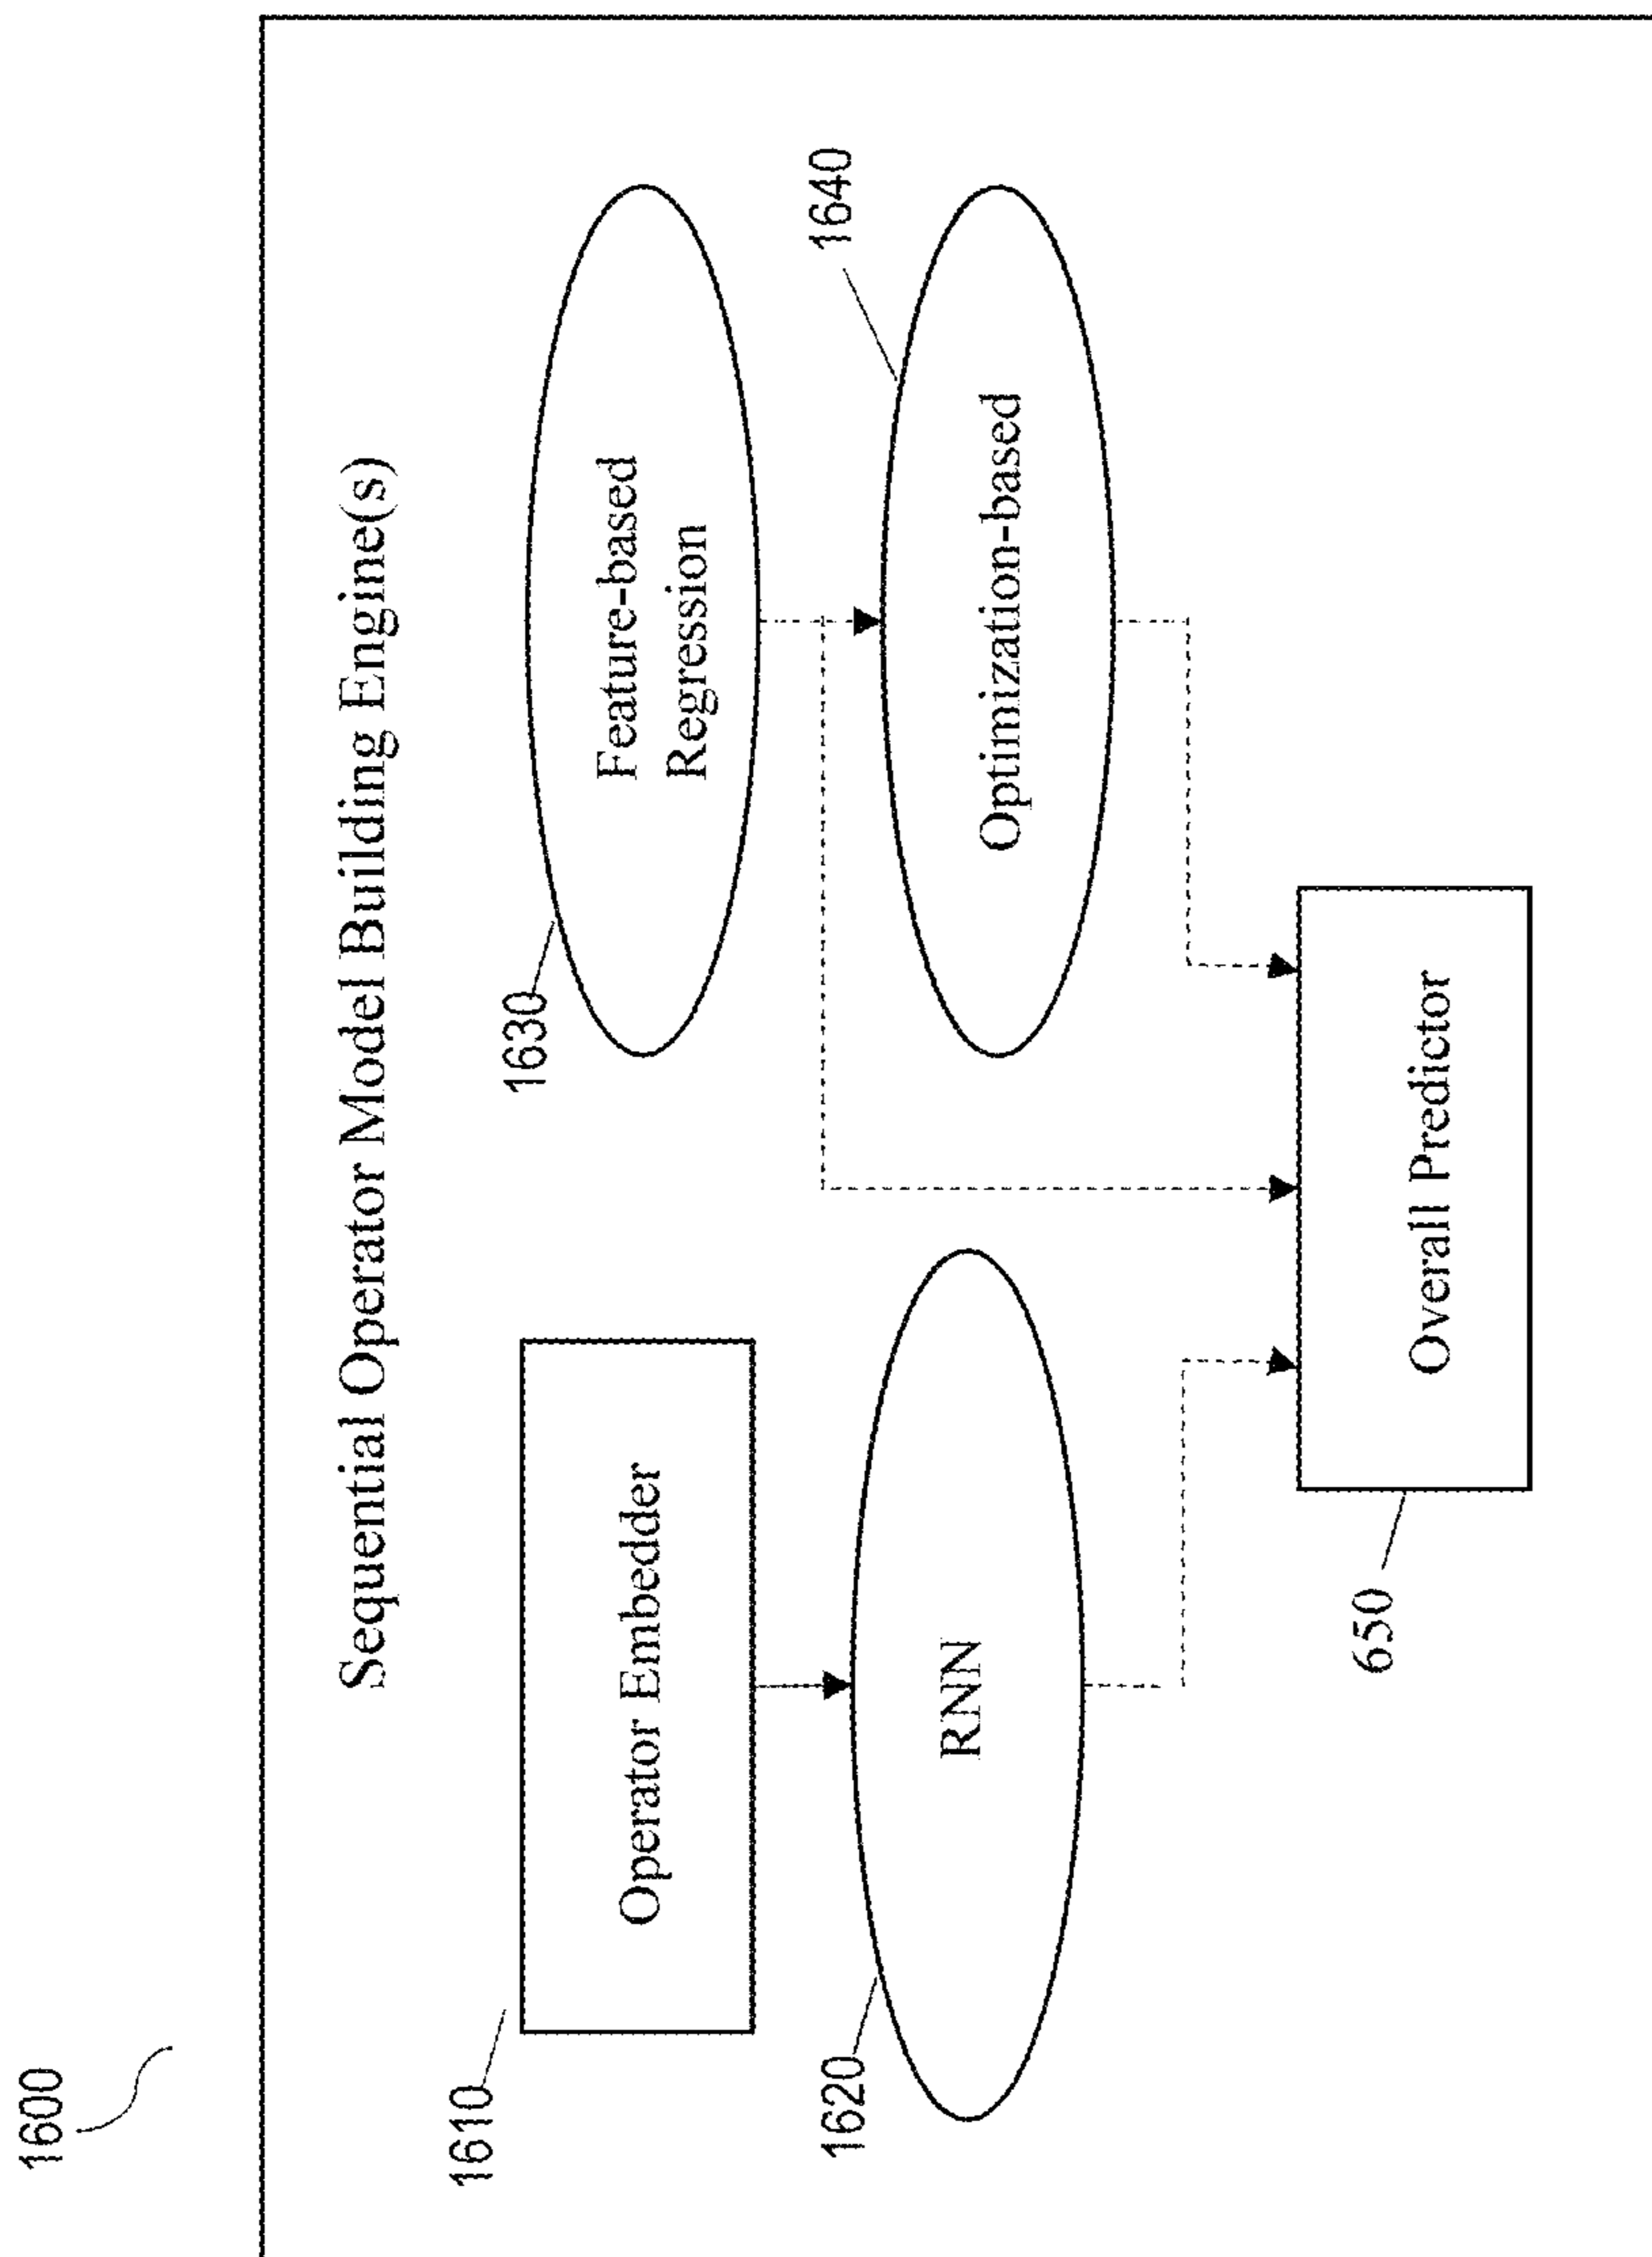 1600
Sequential Operator Model Building Engine(s)
1610
Operator Embedder
1630
Feature-based
Regression
1620
RNN
1640
Optimization-based
650
Overall Predictor